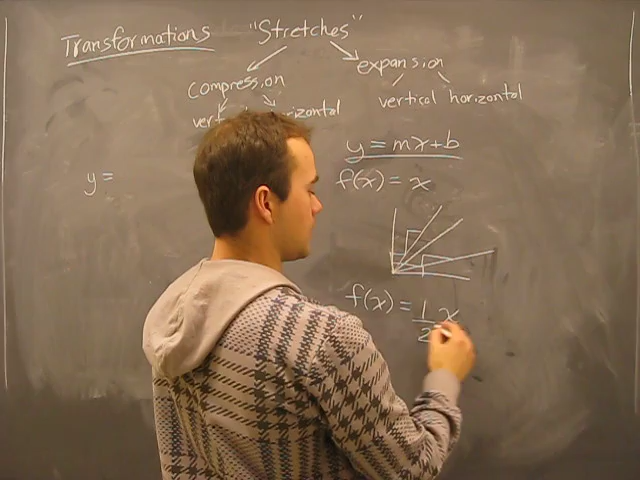 Transformations "Stretches"
compression expansion
vertical horizontal
y = mx+b
f(x) = x
y =
f(x) = 1/2 x